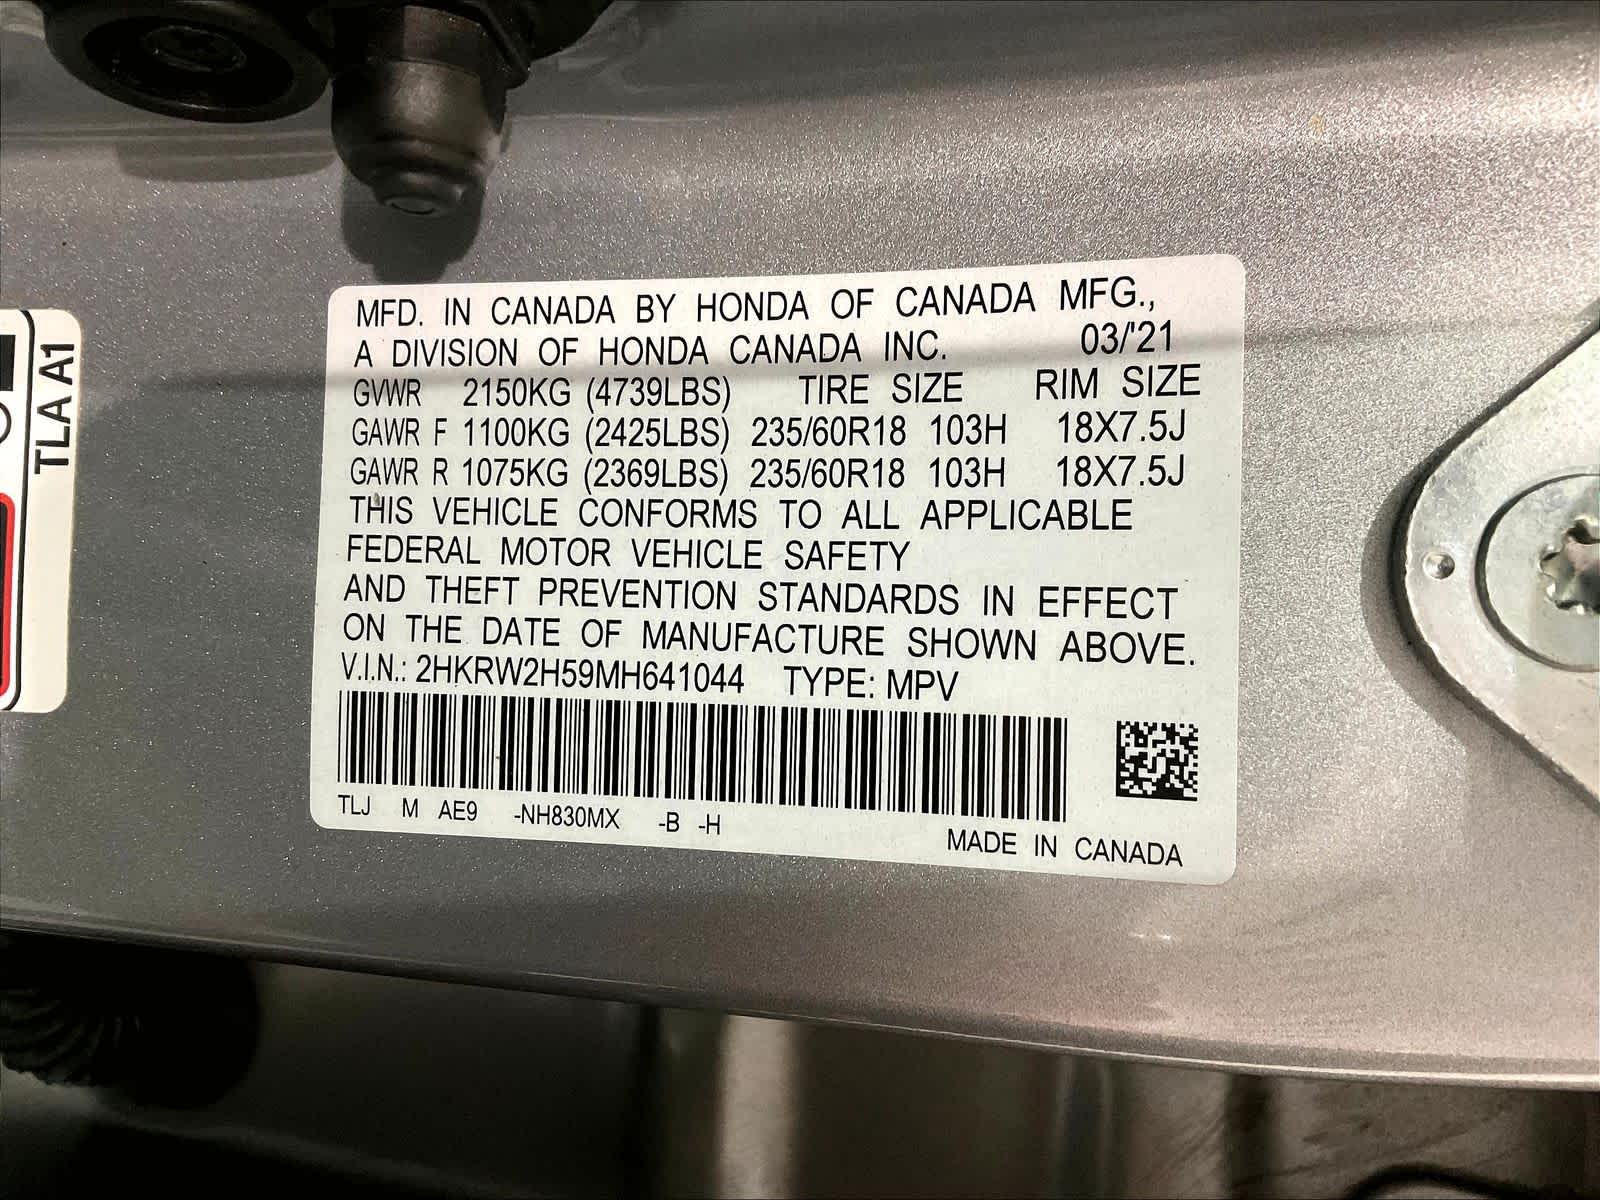 MFD. IN CANADA BY HONDA OF CANADA MFG.,
A DIVISION OF HONDA CANADA INC. 03/'21
GVWR 2150KG (4739LBS) TIRE SIZE RIM SIZE
GAWR F 1100KG (2425LBS) 235/60R18 103H 18X7.5J
GAWR R 1075KG (2369LBS) 235/60R18 103H 18X7.5J
THIS VEHICLE CONFORMS TO ALL APPLICABLE
FEDERAL MOTOR VEHICLE SAFETY
AND THEFT PREVENTION STANDARDS IN EFFECT
ON THE DATE OF MANUFACTURE SHOWN ABOVE.
V.I.N.: 2HKRW2H59MH641044 TYPE: MPV
TLJ M AE9 -NH830MX -B -H
MADE IN CANADA
TLA A1